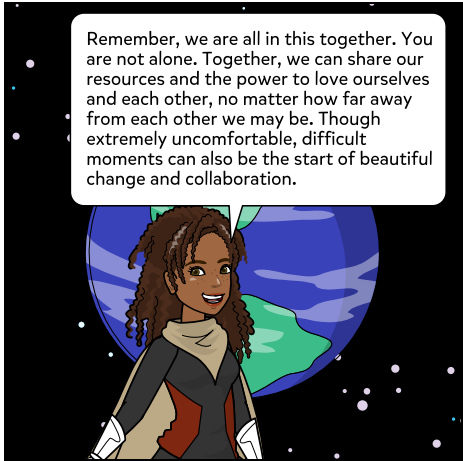 Remember, we are all in this together. You
are not alone. Together, we can share our
resources and the power to love ourselves
and each other, no matter how far away
from each other we may be. Though
extremely uncomfortable, difficult
moments can also be the start of beautiful
change and collaboration.